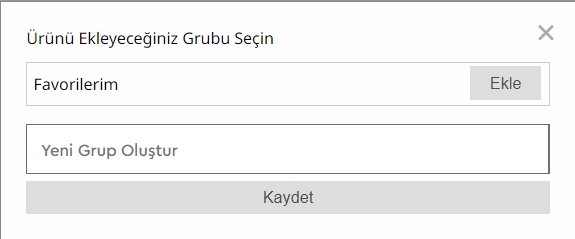 Ürünü Ekleyeceğiniz Grubu Seçin
Favorilerim
Ekle
Yeni Grup Oluştur
Kaydet